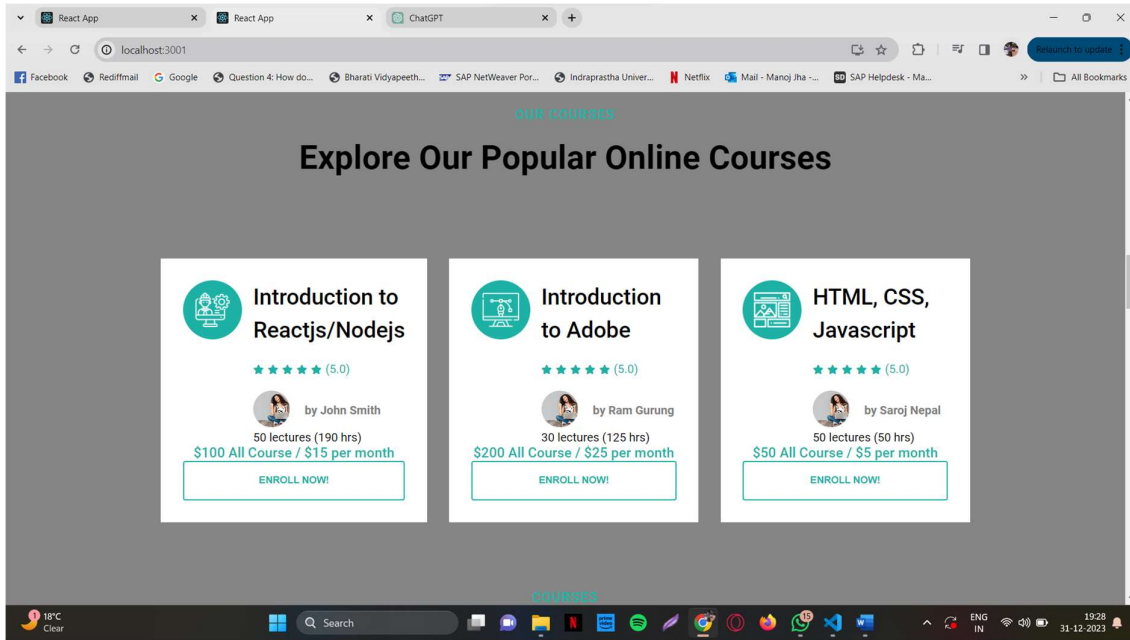 React App
React App
ChatGPT
localhost:3001
Relaunch to update
Facebook
Rediffmail
Google
Question 4: How do...
Bharati Vidyapeeth...
SAP NetWeaver Por...
Indraprastha Univer...
Netflix
Mail - Manoj Jha -...
SAP Helpdesk - Ma...
»
All Bookmarks
OUR COURSES
Explore Our Popular Online Courses
Introduction to
Reactjs/Nodejs
(5.0)
by John Smith
50 lectures (190 hrs)
$100 All Course / $15 per month
ENROLL NOW!
Introduction
to Adobe
(5.0)
by Ram Gurung
30 lectures (125 hrs)
$200 All Course / $25 per month
ENROLL NOW!
HTML, CSS,
Javascript
(5.0)
by Saroj Nepal
50 lectures (50 hrs)
$50 All Course / $5 per month
ENROLL NOW!
COURSES
1
18°C
Clear
Search
prime video
15
ENG
IN
19:28
31-12-2023